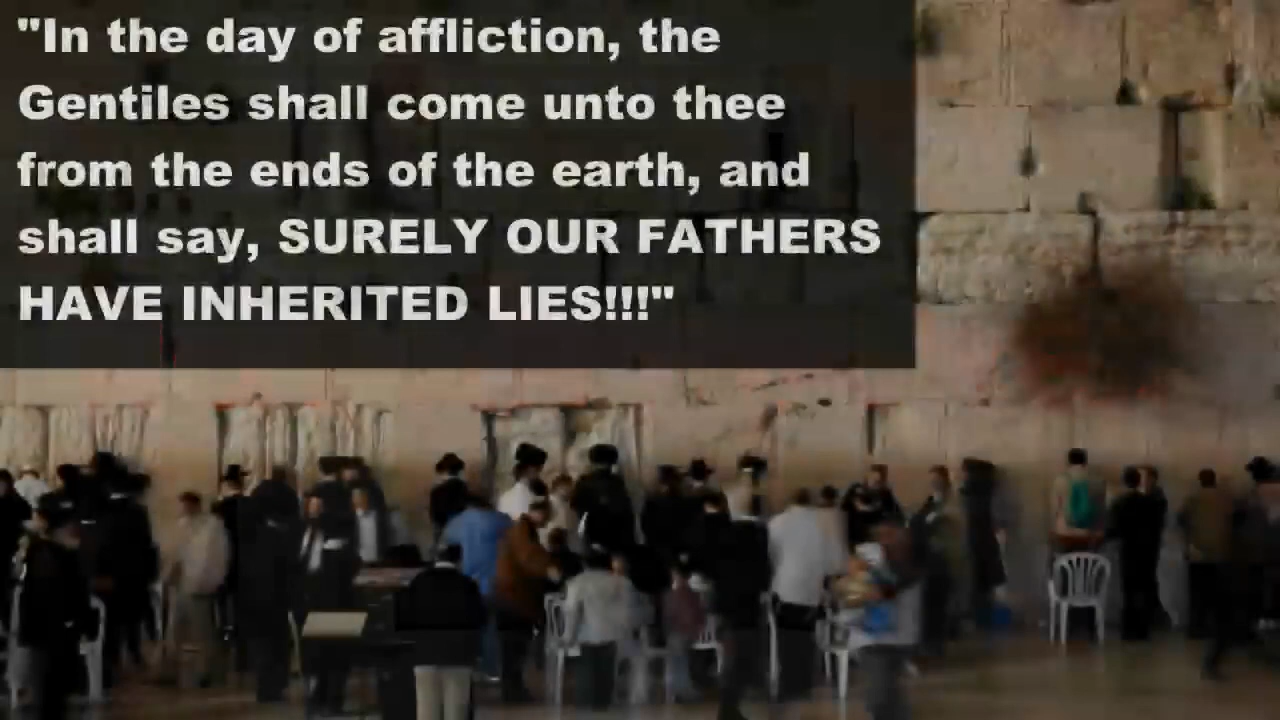 "In the day of affliction, the
Gentiles shall come unto thee
from the ends of the earth, and
shall say, SURELY OUR FATHERS
HAVE INHERITED LIES!!!"